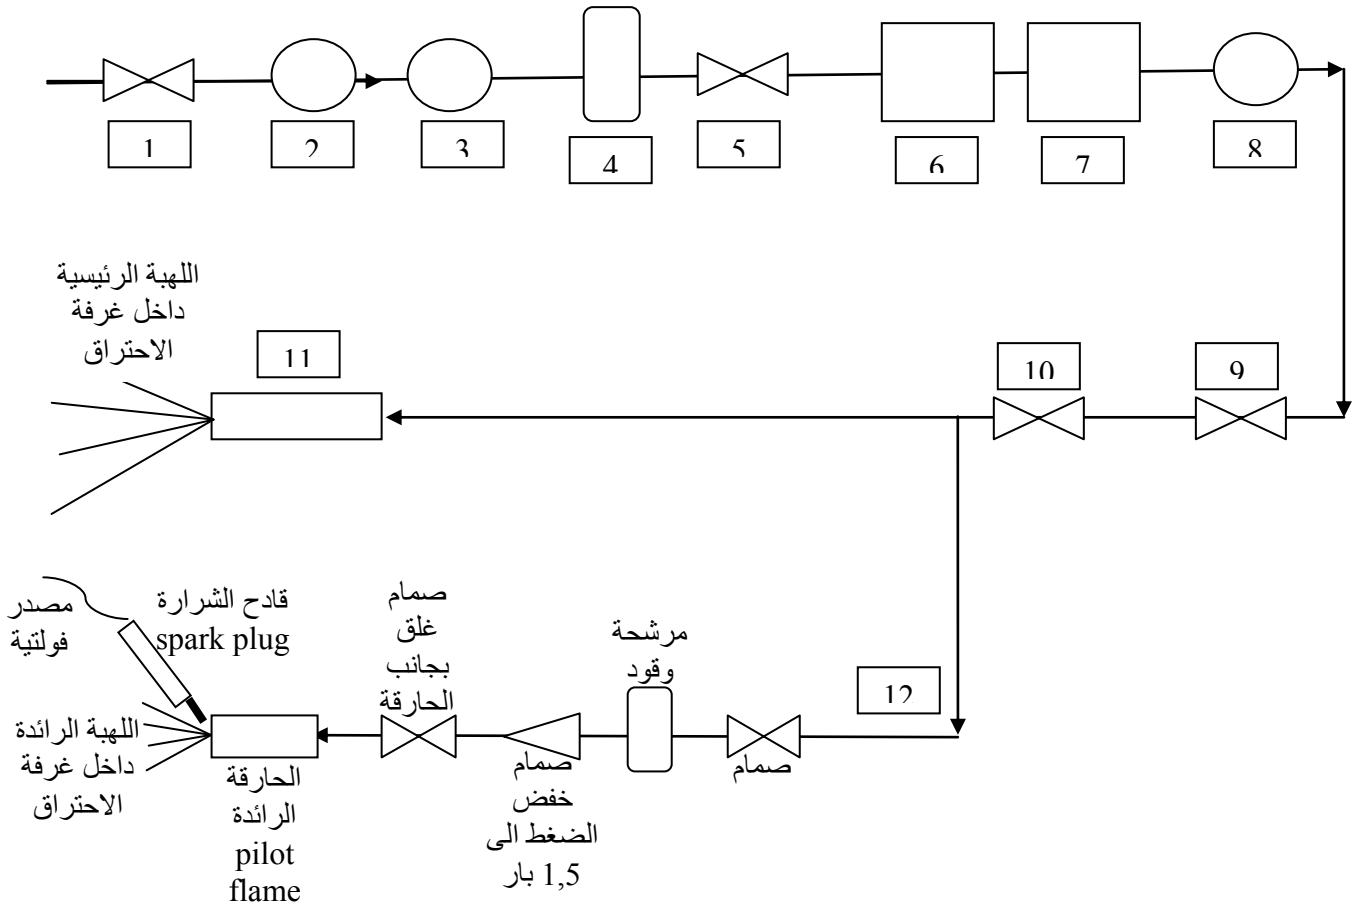 1
2
3
4
5
6
7
8
اللهبة الرئيسية
داخل غرفة
الاحتراق
11
10
9
مصدر
فولتية
قادح الشرارة
spark plug
صمام
غلق
بجانب
الحارقة
مرشحة
وقود
12
اللهبة الرائدة
داخل غرفة
الاحتراق
الحارقة
الرائدة
pilot
flame
صمام
خفض
الضغط الى
1,5 بار
صمام